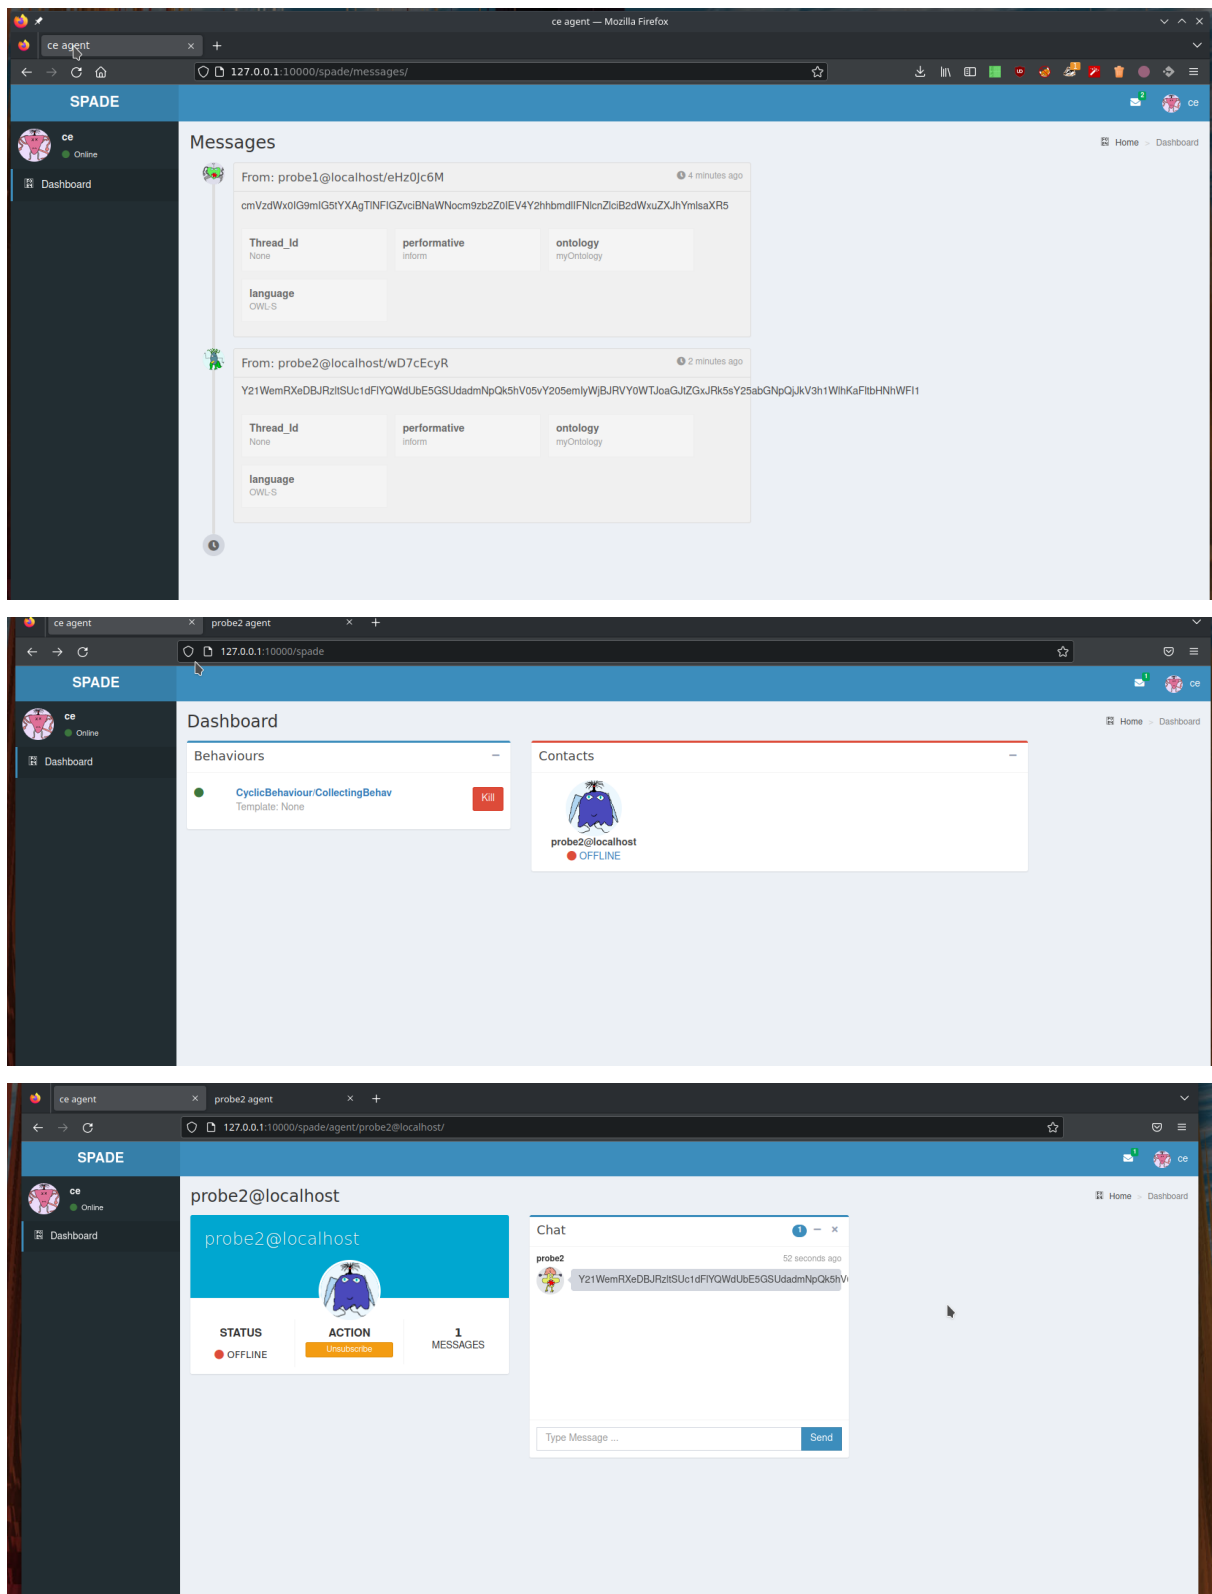 ce agent — Mozilla Firefox
ce agent
127.0.0.1:10000/spade/messages/
SPADE
2
ce
ce
Online
Dashboard
Messages
Home > Dashboard
From: probe1@localhost/eHz0Jc6M
4 minutes ago
cmVzdWx0IG9mIG5tYXAgTlNFIGZvciBNaWNocm9zb2Z0IEV4Y2hhbmdlIFNlcnZlciB2dWxuZXJhYmlsaXR5
Thread_Id
None
performative
inform
ontology
myOntology
language
OWL-S
From: probe2@localhost/wD7cEcyR
2 minutes ago
Thread_Id
None
performative
inform
ontology
myOntology
language
OWL-S
ce agent
probe2 agent
127.0.0.1:10000/spade
SPADE
1
ce
ce
Online
Dashboard
Dashboard
Home > Dashboard
Behaviours
CyclicBehaviour/CollectingBehav
Template: None
Kill
Contacts
probe2@localhost
OFFLINE
ce agent
probe2 agent
127.0.0.1:10000/spade/agent/probe2@localhost/
SPADE
1
ce
ce
Online
Dashboard
probe2@localhost
Home > Dashboard
probe2@localhost
STATUS
OFFLINE
ACTION
Unsubscribe
1
MESSAGES
Chat
1
probe2
52 seconds ago
Type Message ...
Send